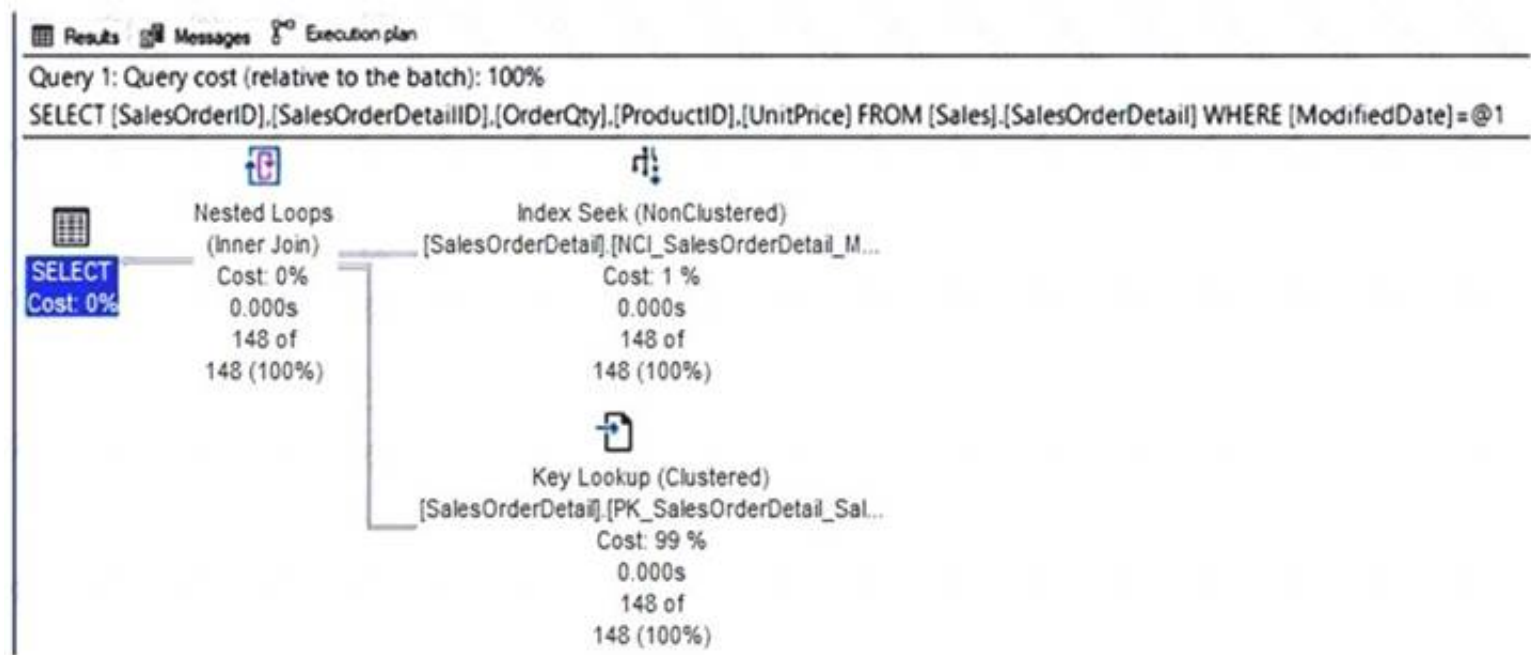 Results Messages Execution plan
Query 1: Query cost (relative to the batch): 100%
SELECT [SalesOrderID],[SalesOrderDetailID],[OrderQty],[ProductID],[UnitPrice] FROM [Sales].[SalesOrderDetail] WHERE [ModifiedDate]=@1
SELECT
Cost: 0%
Nested Loops
(Inner Join)
Cost: 0%
0.000s
148 of
148 (100%)
Index Seek (NonClustered)
[SalesOrderDetail].[NCI_SalesOrderDetail_M...
Cost: 1 %
0.000s
148 of
148 (100%)
Key Lookup (Clustered)
[SalesOrderDetail].[PK_SalesOrderDetail_Sal...
Cost: 99 %
0.000s
148 of
148 (100%)